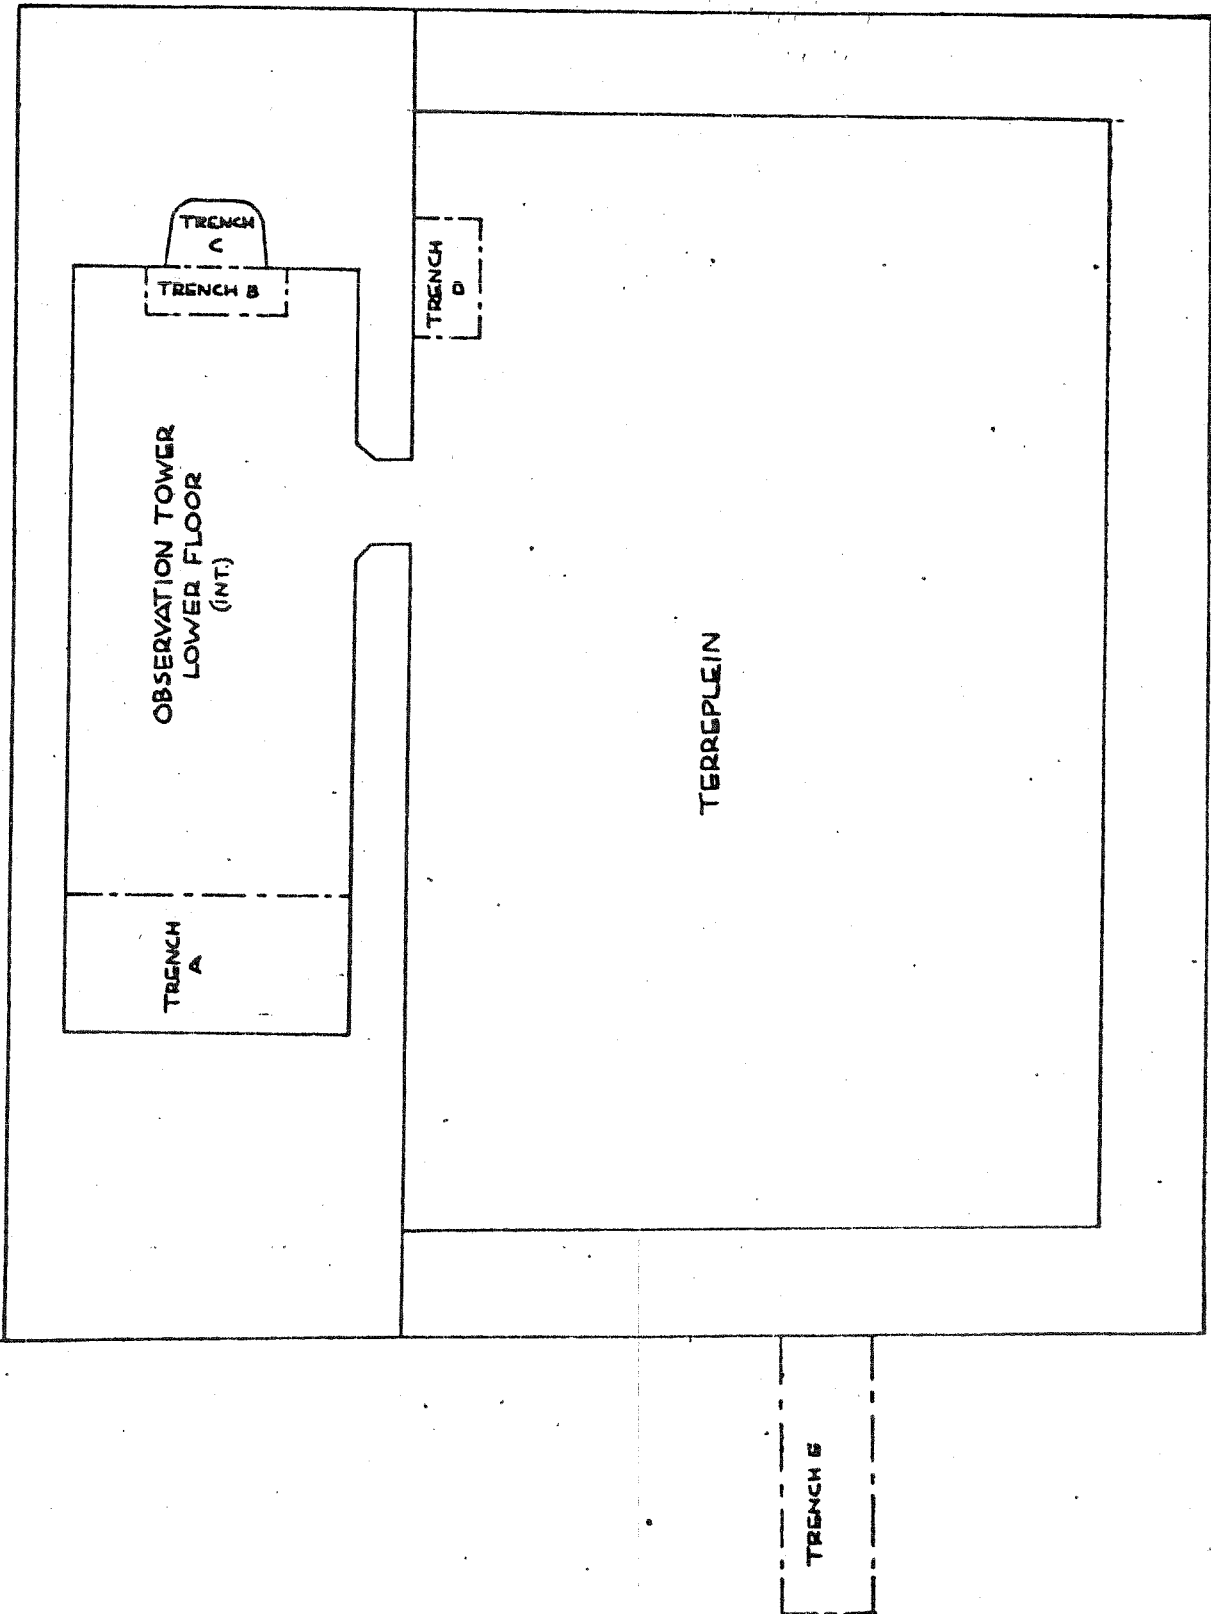 TRENCH
C
TRENCH B
TRENCH
D
OBSERVATION TOWER
LOWER FLOOR
(INT.)
TERREPLEIN
TRENCH
A
TRENCH E